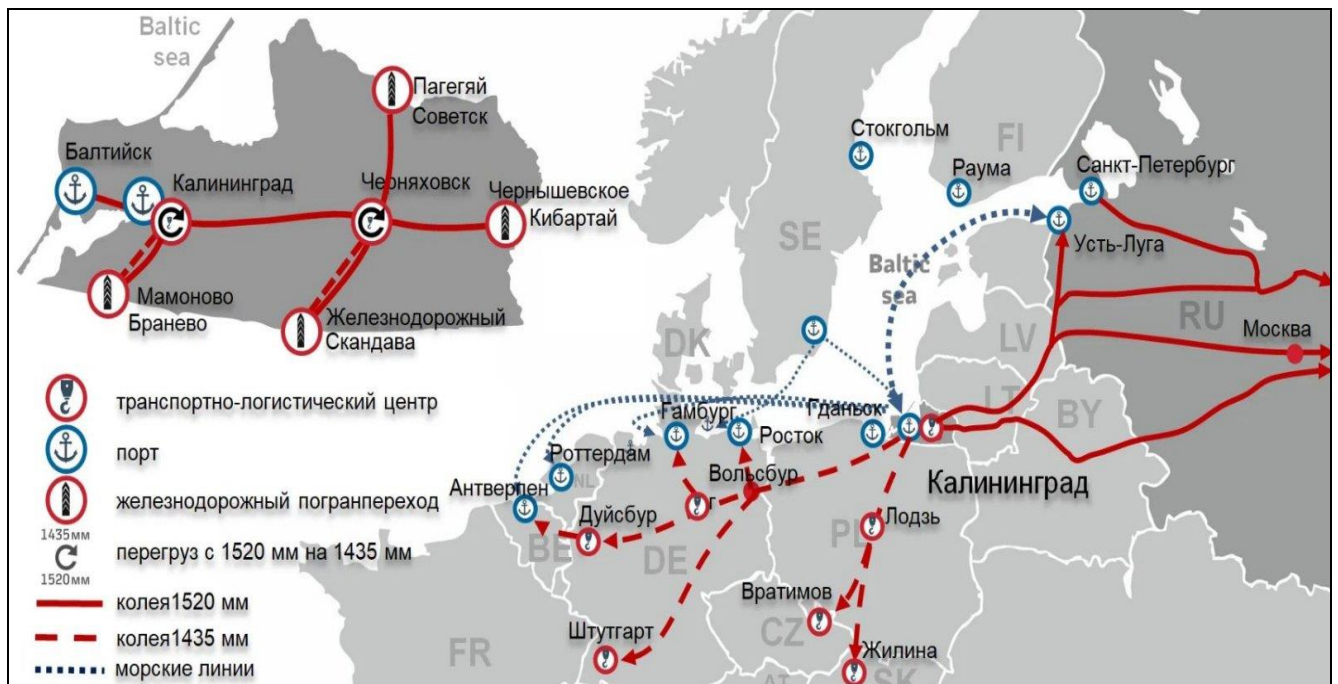 Baltic
sea
Пагегяй
Советск
Балтийск
Калининград
Черняховск
Чернышевское
Кибартай
Мамоново
Бранево
Железнодорожный
Скандава
транспортно-логистический центр
порт
железнодорожный погранпереход
1435мм
перегруз с 1520 мм на 1435 мм
1520мм
колея1520 мм
колея1435 мм
морские линии
Стокгольм
FI
Раума
Санкт-Петербург
SE
Усть-Луга
Baltic
sea
RU
Москва
DK
LV
LT
BY
Гамбург
Гданьск
Росток
Роттердам
NL
Вольсбур
г
Калининград
Антверпен
Дуйсбур
Лодзь
BE
DE
PL
Вратимов
CZ
Штутгарт
FR
Жилина
SK
AT